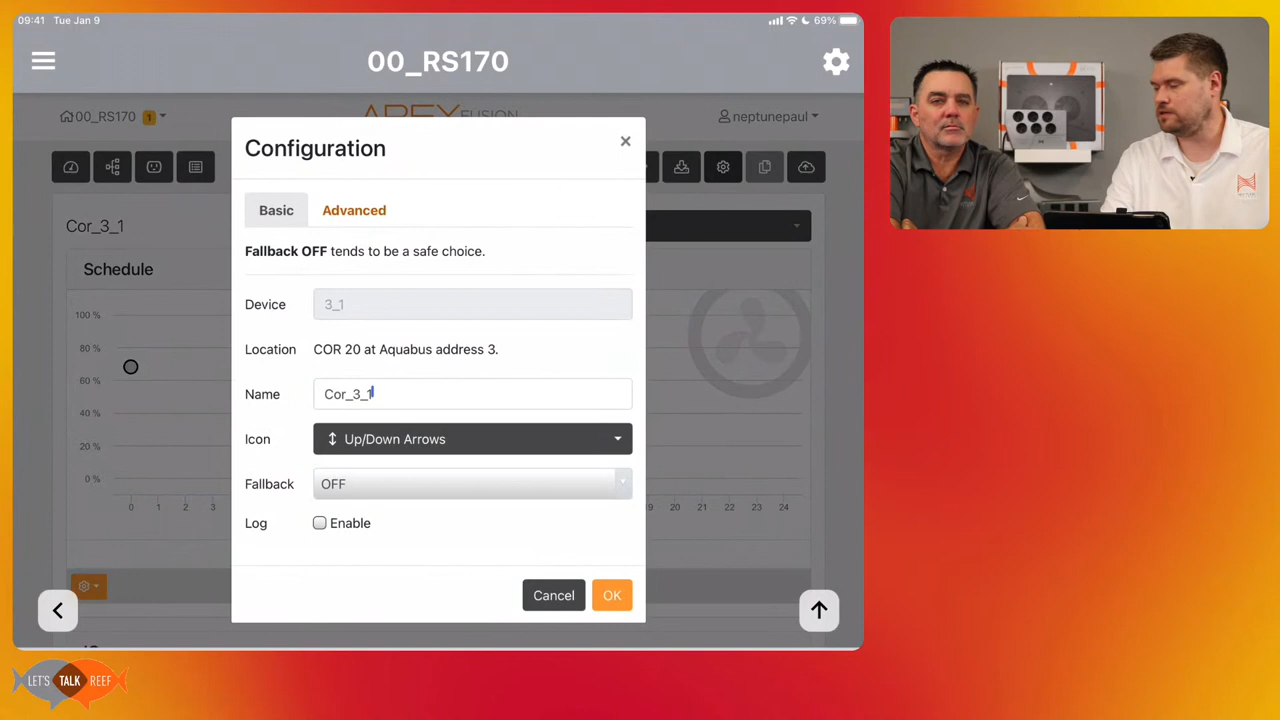 09:41 Tue Jan 9
69%
00_RS170
00_RS170 1
neptunepaul
Cor_3_1
Schedule
100 %
80 %
60 %
40 %
20 %
0 %
0 1 2 3
19 20 21 22 23 24
Configuration
×
Basic Advanced
Fallback OFF tends to be a safe choice.
Device 3_1
Location COR 20 at Aquabus address 3.
Name Cor_3_1
Icon Up/Down Arrows
Fallback OFF
Log Enable
Cancel OK
LET'S TALK REEF